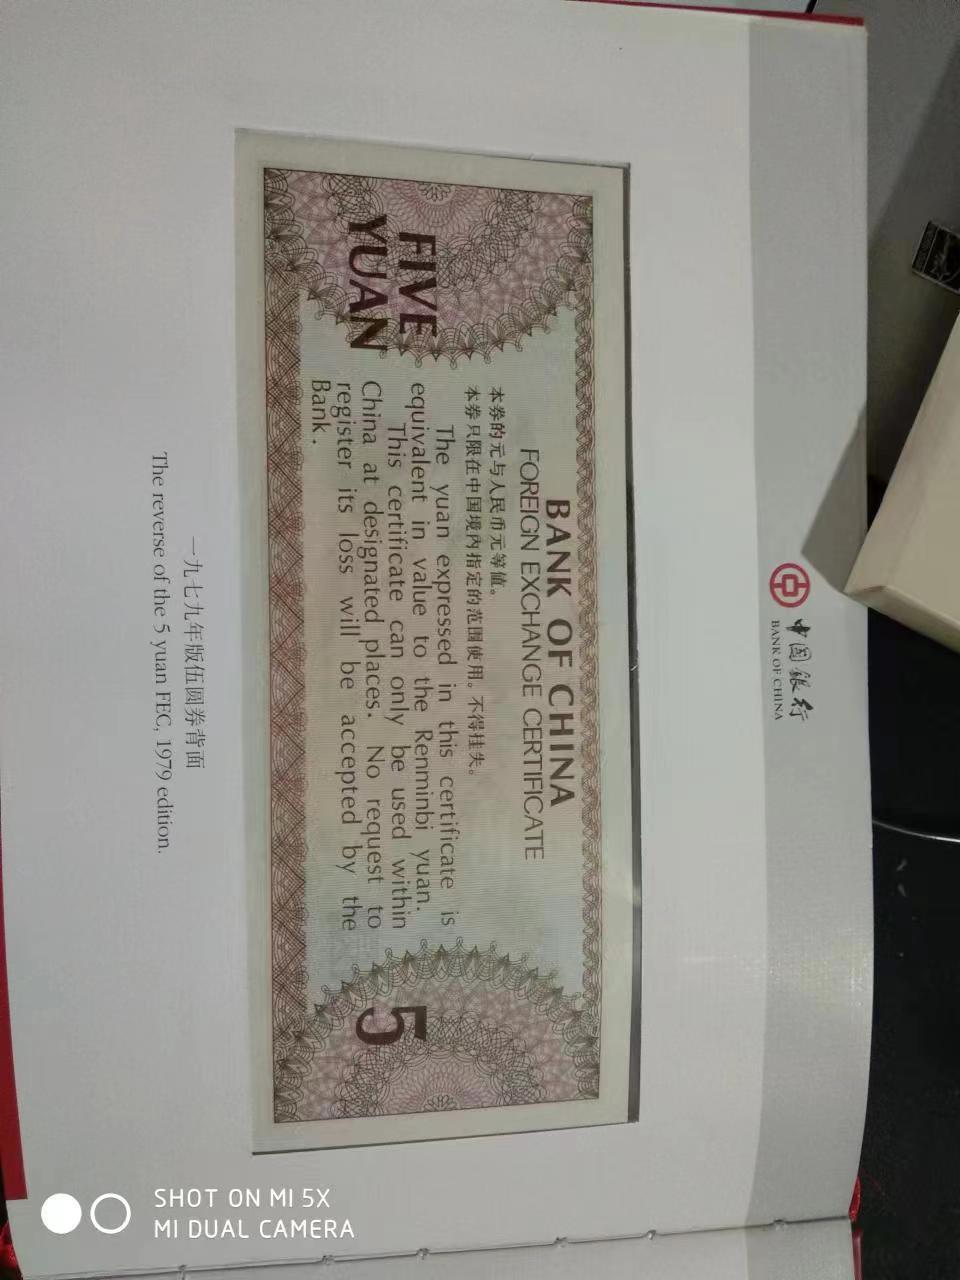 中国银行
BANK OF CHINA
BANK OF CHINA
FOREIGN EXCHANGE CERTIFICATE
本券的元与人民币元等值。
本券只限在中国境内指定的范围使用。不得挂失。
FIVE
YUAN
The yuan expressed in this certificate is
equivalent in value to the Renminbi yuan.
This certificate can only be used within
China at designated places. No request to
register its loss will be accepted by the
Bank.
5
一九七九年版伍圆券背面
The reverse of the 5 yuan FEC, 1979 edition.
SHOT ON MI 5X
MI DUAL CAMERA